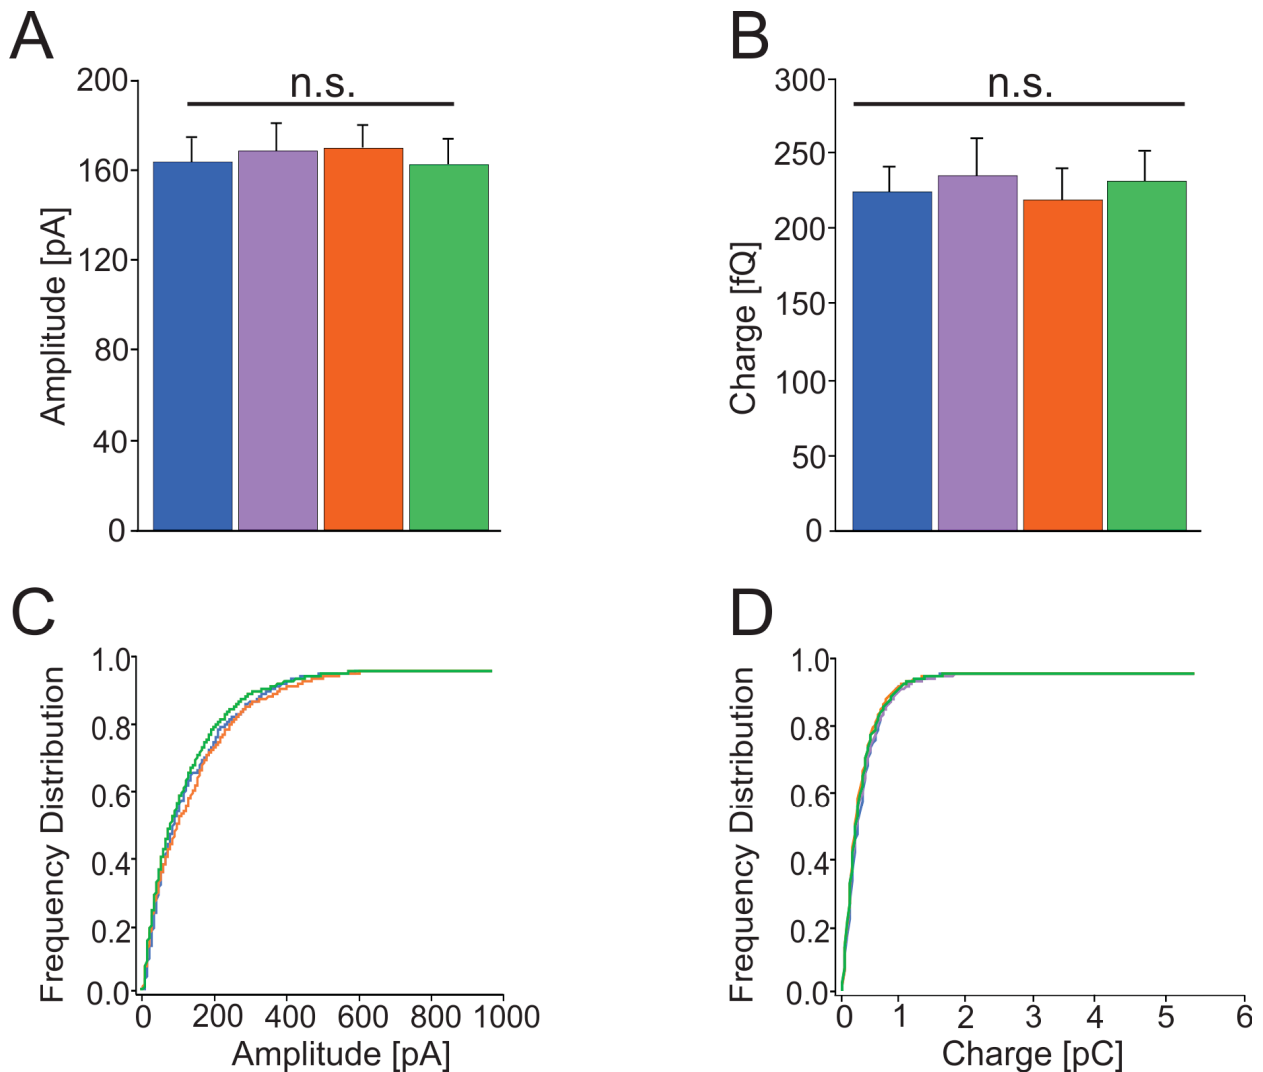 A
200
160
120
80
40
0
Amplitude [pA]
n.s.
B
300
250
200
150
100
50
0
Charge [fQ]
n.s.
C
1.0
0.8
0.6
0.4
0.2
0.0
Frequency Distribution
0 200 400 600 800 1000
Amplitude [pA]
D
1.0
0.8
0.6
0.4
0.2
0.0
Frequency Distribution
0 1 2 3 4 5 6
Charge [pC]